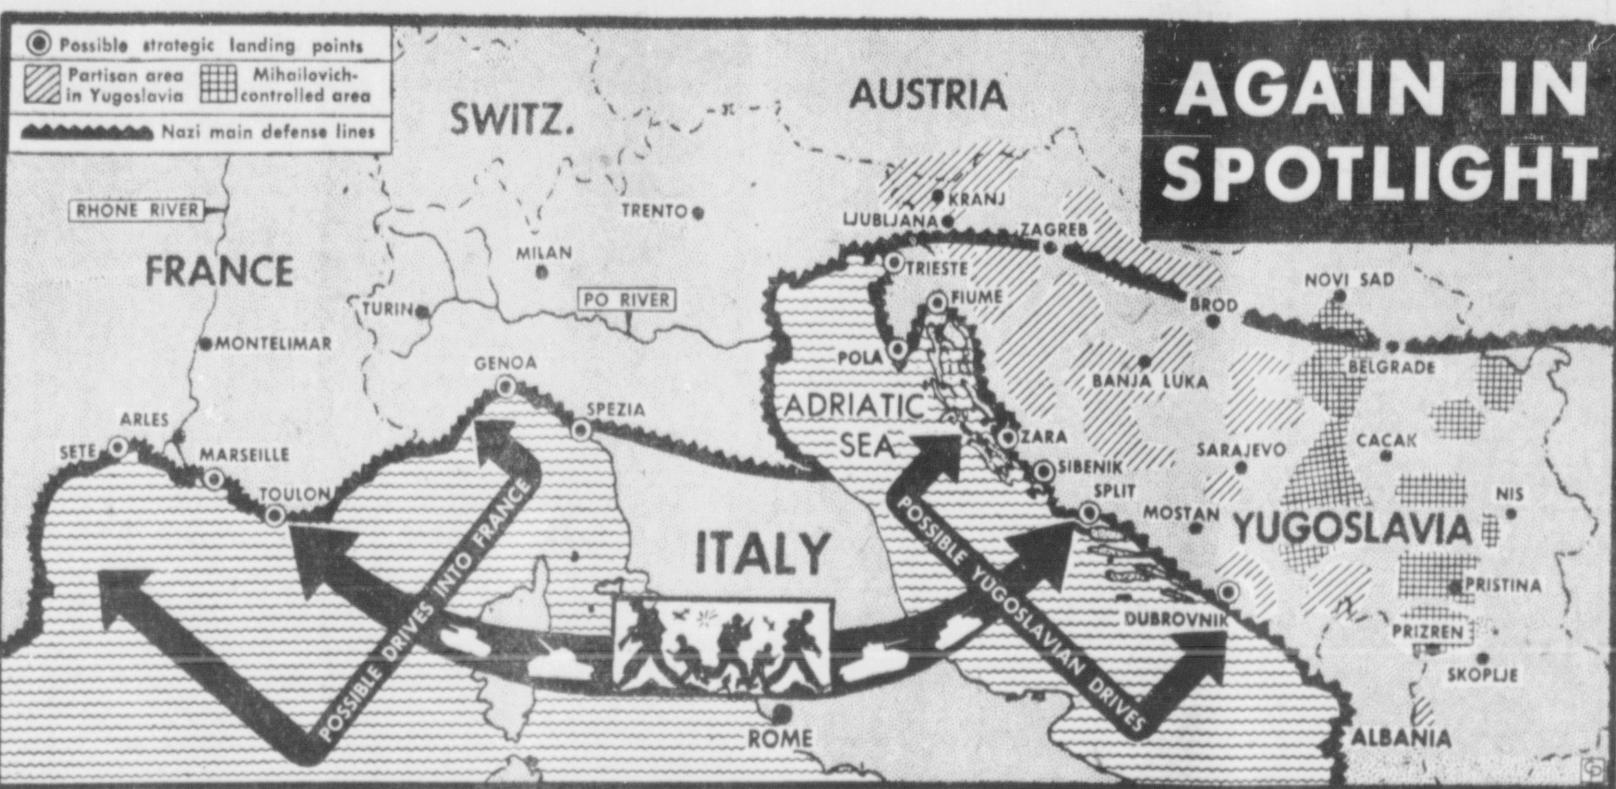 Possible strategic landing points
Partisan area
in Yugoslavia
Mihailovich-
controlled area
Nazi main defense lines
AGAIN IN
SPOTLIGHT
SWITZ.
AUSTRIA
KRANJ
RHONE RIVER
TRENTO
LJUBLJANA
ZAGREB
FRANCE
MILAN
TRIESTE
NOVI SAD
TURIN
PO RIVER
FIUME
BROD
MONTELIMAR
POLA
GENOA
BELGRADE
BANJA LUKA
ADRIATIC
SEA
ARLES
SPEZIA
SETE
MARSEILLE
ZARA
SARAJEVO
CACAK
SIBENIK
TOULON
SPLIT
NIS
MOSTAN
YUGOSLAVIA
ITALY
POSSIBLE DRIVES INTO FRANCE
POSSIBLE YUGOSLAVIAN DRIVES
PRISTINA
DUBROVNIK
PRIZREN
SKOPLJE
ROME
ALBANIA
CP